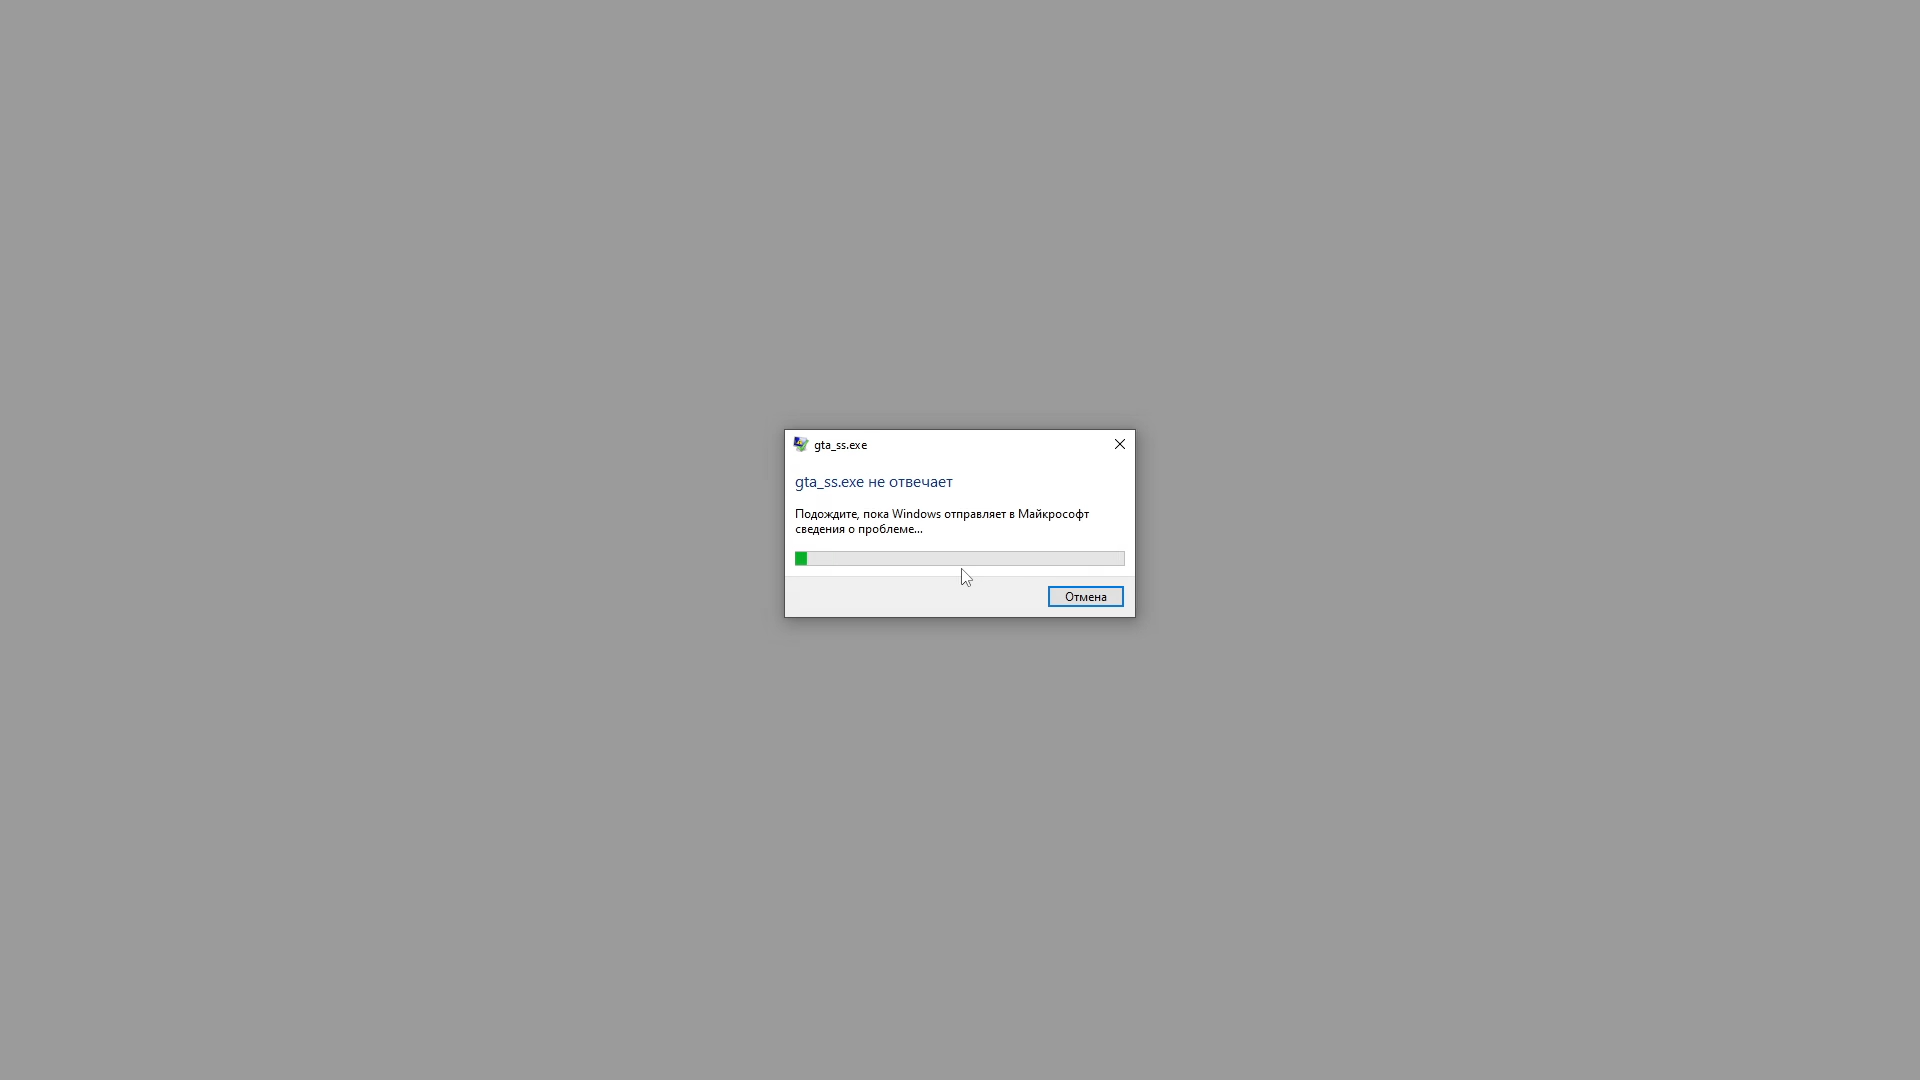 gta_ss.exe
gta_ss.exe не отвечает
Подождите, пока Windows отправляет в Майкрософт
сведения о проблеме...
Отмена